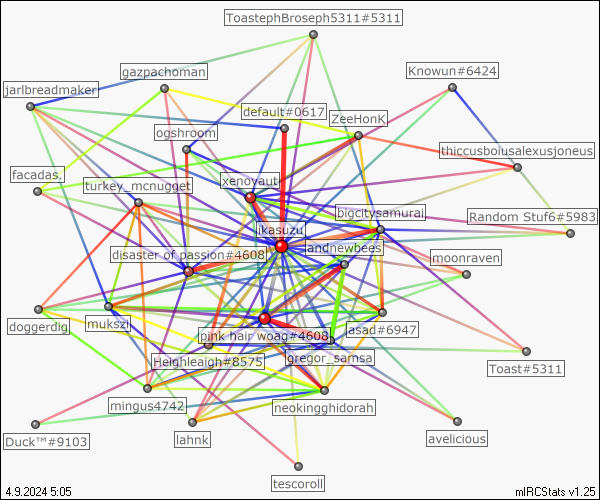 ToastephBroseph5311#5311
gazpachoman
Knowun#6424
jarlbreadmaker
default#0617
ZeeHonK
ogshroom
thiccusboiusalexusjoneus
facadas,
turkey_mcnugget
xenoyaut
bigcitysamurai
Random Stuf6#5983
ikasuzu
andnewbees
disaster of passion#4608
moonraven
doggerdig
mukszi
pink hair woag#4608
lasad#6947
gregor_samsa
Heighleaigh#8575
Toast#5311
mingus4742
neokingghidorah
Duck™#9103
lahnk
avelicious
tescoroll
4.9.2024 5:05
mIRCStats v1.25